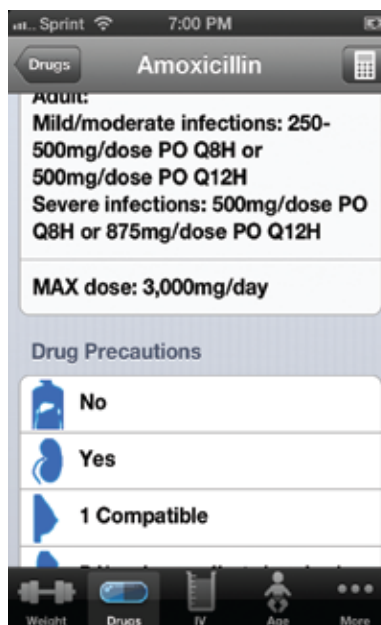 Sprint 7:00 PM
Drugs Amoxicillin
Adult:
Mild/moderate infections: 250-
500mg/dose PO Q8H or
500mg/dose PO Q12H
Severe infections: 500mg/dose PO
Q8H or 875mg/dose PO Q12H
MAX dose: 3,000mg/day
Drug Precautions
No
Yes
1 Compatible
Weight Drugs IV Age More